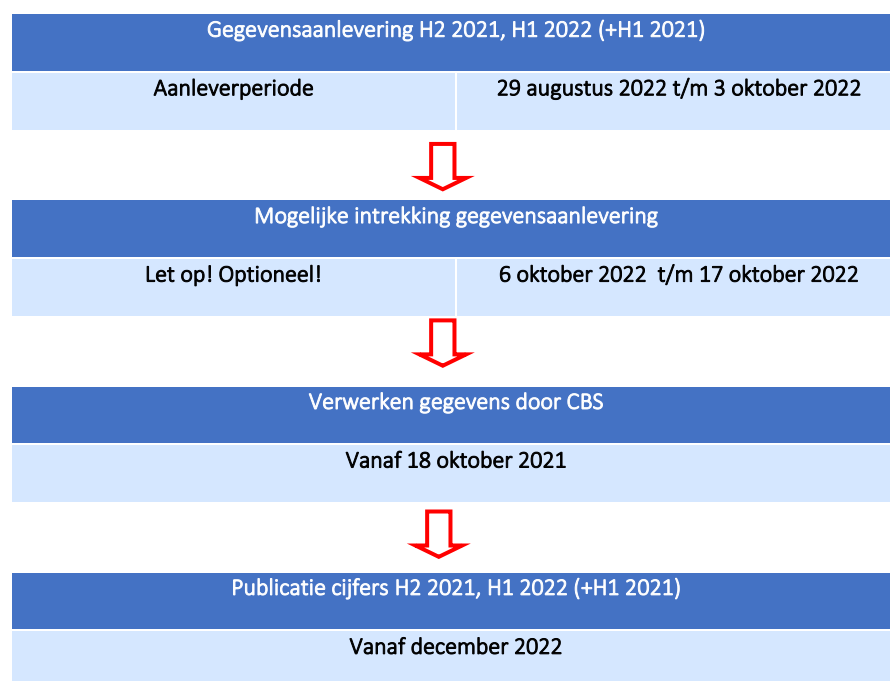 Gegevensaanlevering H2 2021, H1 2022 (+H1 2021)
Aanleverperiode
29 augustus 2022 t/m 3 oktober 2022
Mogelijke intrekking gegevensaanlevering
Let op! Optioneel!
6 oktober 2022  t/m 17 oktober 2022
Verwerken gegevens door CBS
Vanaf 18 oktober 2021
Publicatie cijfers H2 2021, H1 2022 (+H1 2021)
Vanaf december 2022